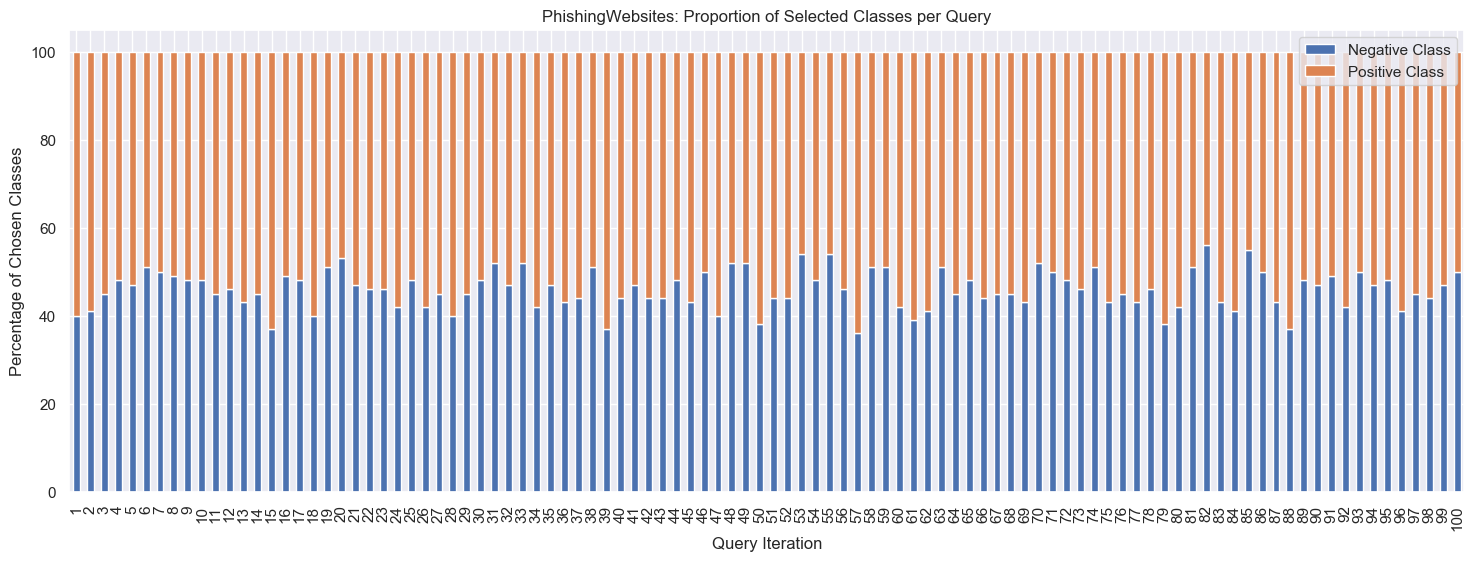 PhishingWebsites: Proportion of Selected Classes per Query
Negative Class
Positive Class
Percentage of Chosen Classes
100
80
60
40
20
0
1 2 3 4 5 6 7 8 9 10 11 12 13 14 15 16 17 18 19 20 21 22 23 24 25 26 27 28 29 30 31 32 33 34 35 36 37 38 39 40 41 42 43 44 45 46 47 48 49 50 51 52 53 54 55 56 57 58 59 60 61 62 63 64 65 66 67 68 69 70 71 72 73 74 75 76 77 78 79 80 81 82 83 84 85 86 87 88 89 90 91 92 93 94 95 96 97 98 99 100
Query Iteration